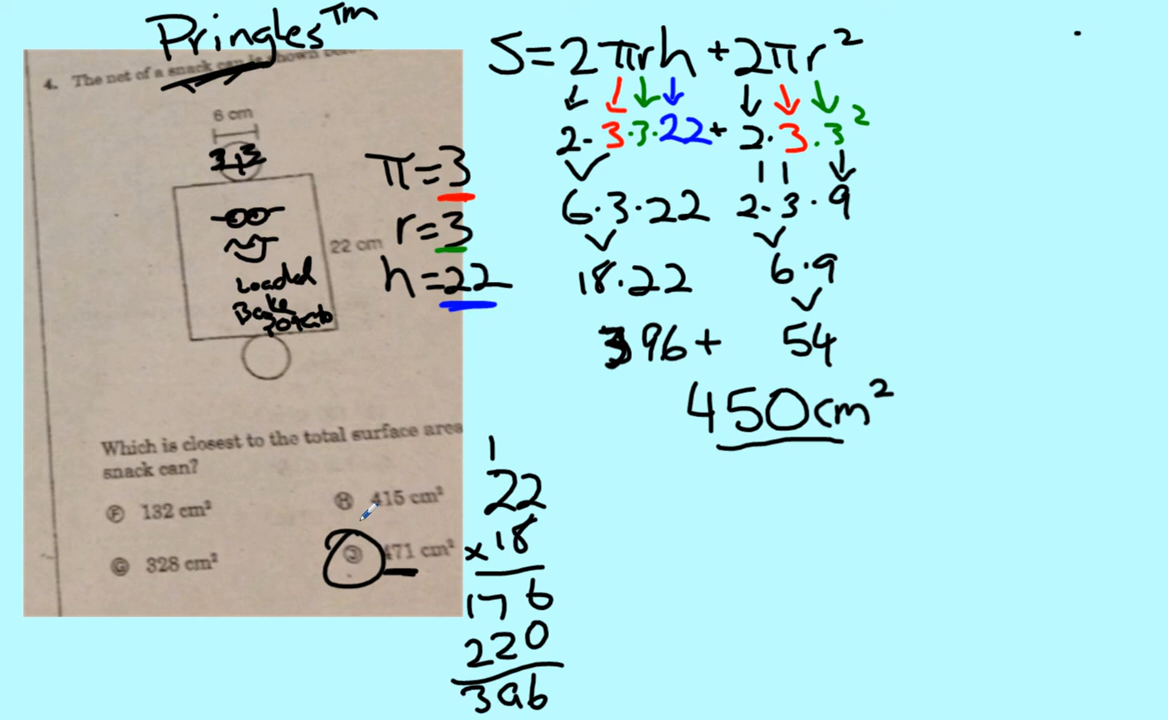 Pringles™
4. The net of a snack can is shown
6 cm
3 3
22 cm
Loaded
Bake
Potato
Which is closest to the total surface area
snack can?
F 132 cm²
H 415 cm²
G 328 cm²
J 471 cm²
π=3
r=3
h=22
S=2πrh+2πr²
2·3·3·22+2·3·3²
6·3·22 2·3·9
18·22 6·9
396+ 54
450cm²
1
22
×18
176
220
396